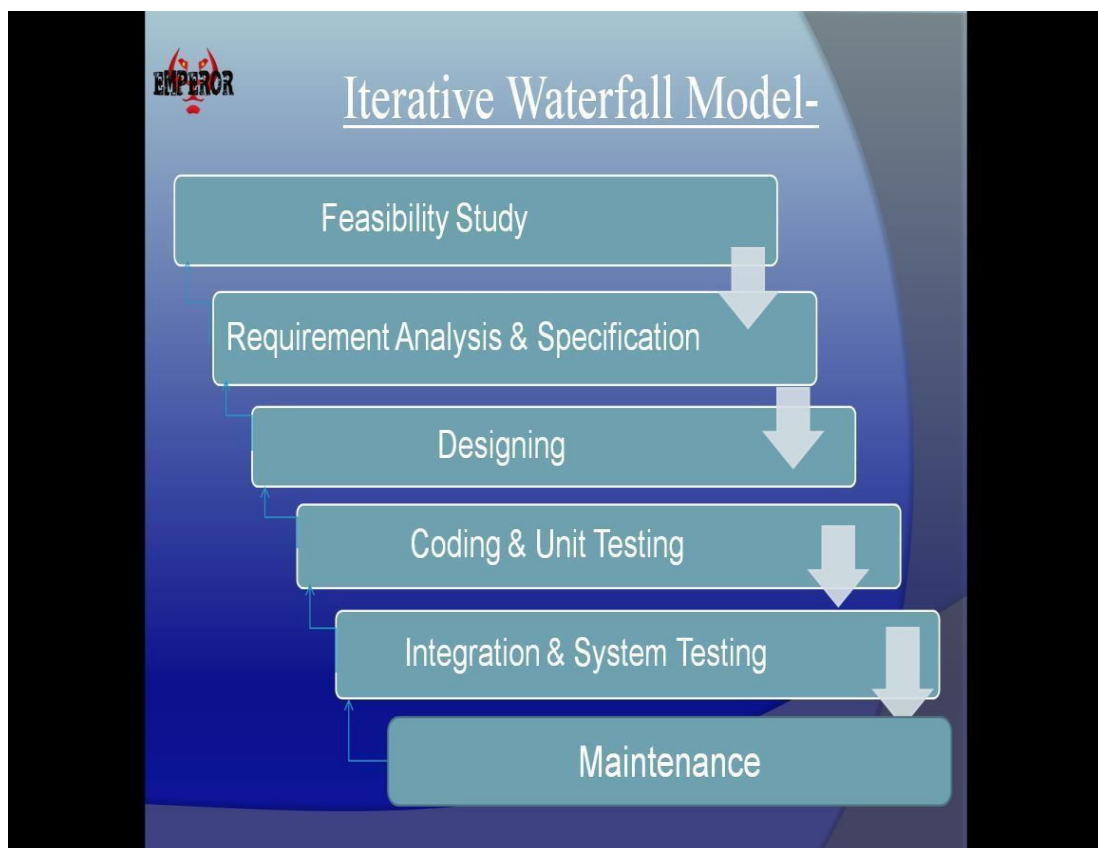 EMPEROR
Iterative Waterfall Model-
Feasibility Study
Requirement Analysis & Specification
Designing
Coding & Unit Testing
Integration & System Testing
Maintenance